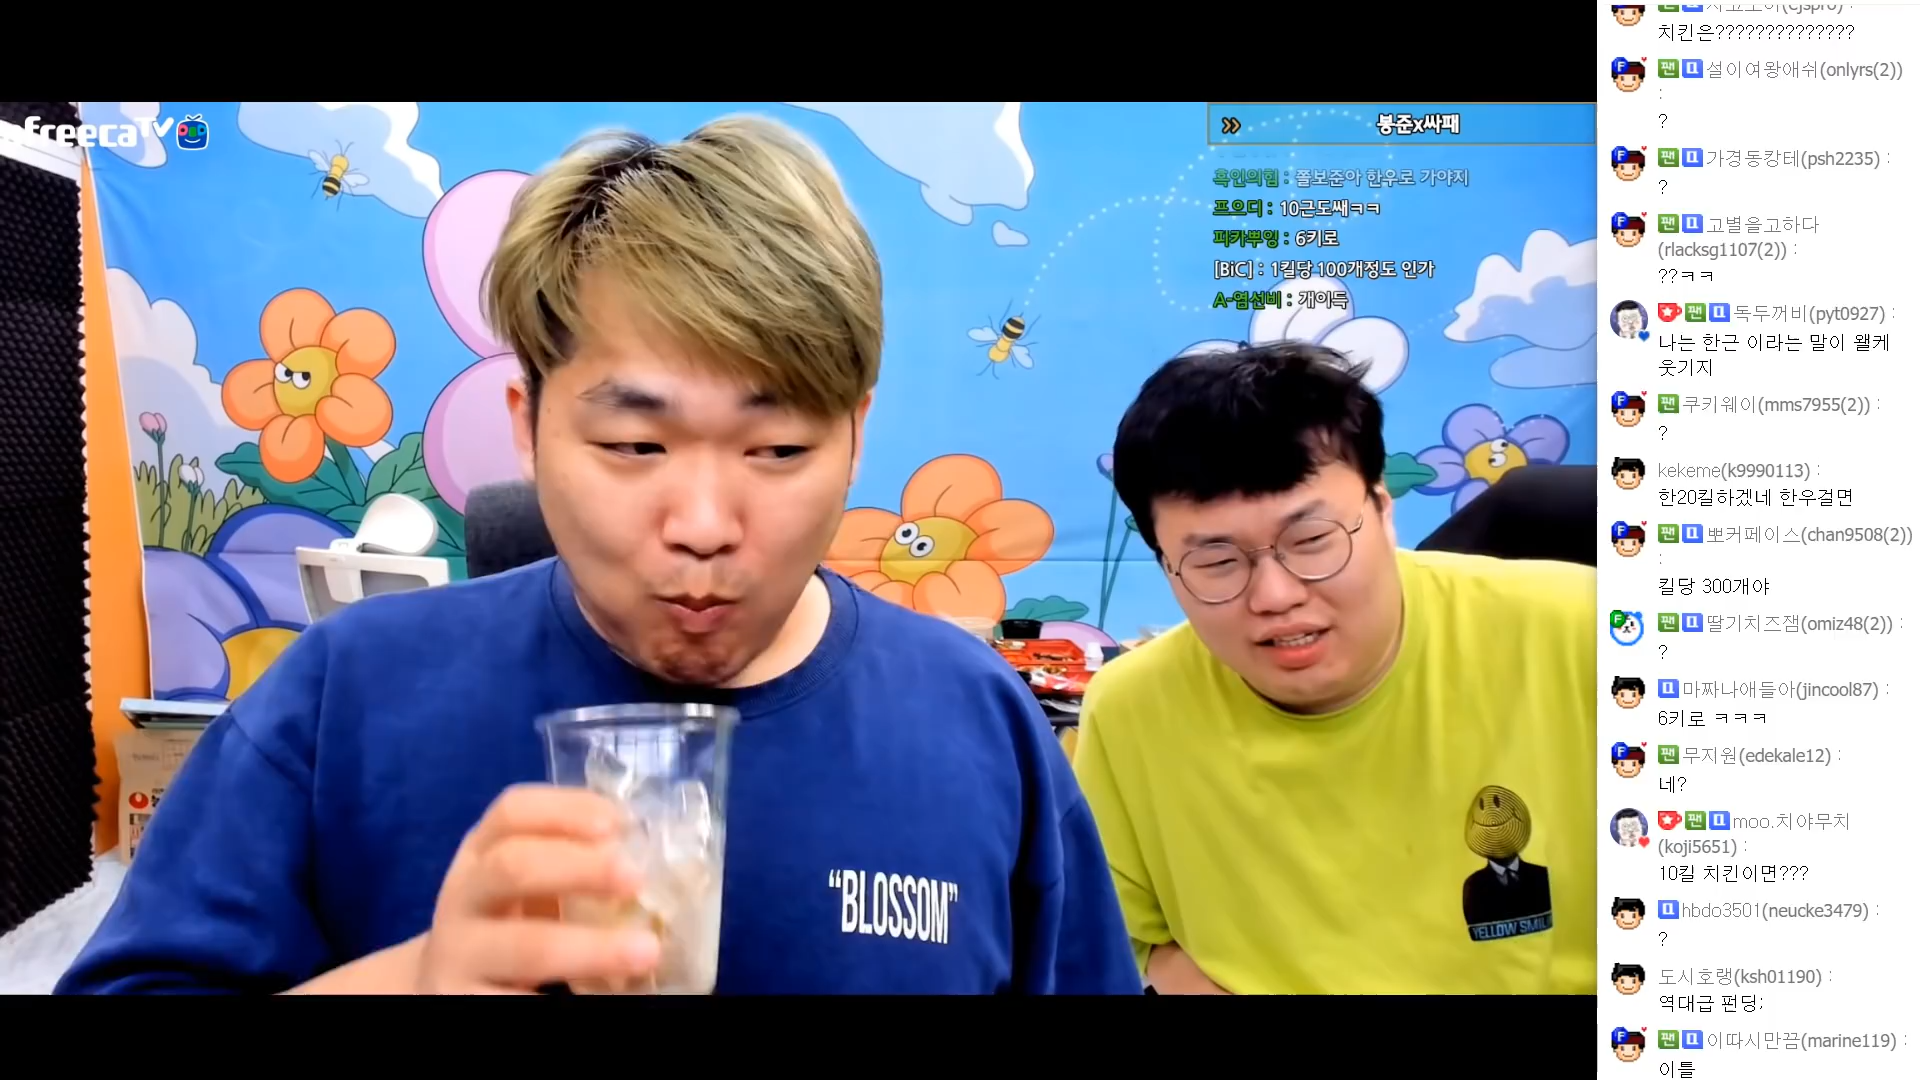 afreecaTV
봉준x싸패
흑인의힘 : 쫄보준아 한우로 가야지
프으디 : 10근도쌔ㅋㅋ
피카뿌잉 : 6키로
[BiC] : 1킬당 100개정도 인가
A-염선비 : 개이득
"BLOSSOM"
YELLOW SMIL
치킨은??????????????
팬 설이여왕애쉬(onlyrs(2))
:
?
팬 가경동캉테(psh2235) :
?
팬 고별을고하다
(rlacksg1107(2)) :
??ㅋㅋ
팬 독두꺼비(pyt0927) :
나는 한근 이라는 말이 왤케
웃기지
팬 쿠키웨이(mms7955(2)) :
?
kekeme(k9990113) :
한20킬하겠네 한우걸면
팬 뽀커페이스(chan9508(2))
:
킬당 300개야
팬 딸기치즈잼(omiz48(2)) :
?
마짜나애들아(jincool87) :
6키로 ㅋㅋㅋ
팬 무지원(edekale12) :
네?
팬 moo.치야무치
(koji5651) :
10킬 치킨이면???
hbdo3501(neucke3479) :
?
도시호랭(ksh01190) :
역대급 펀딩;
팬 이따시만끔(marine119) :
이틀